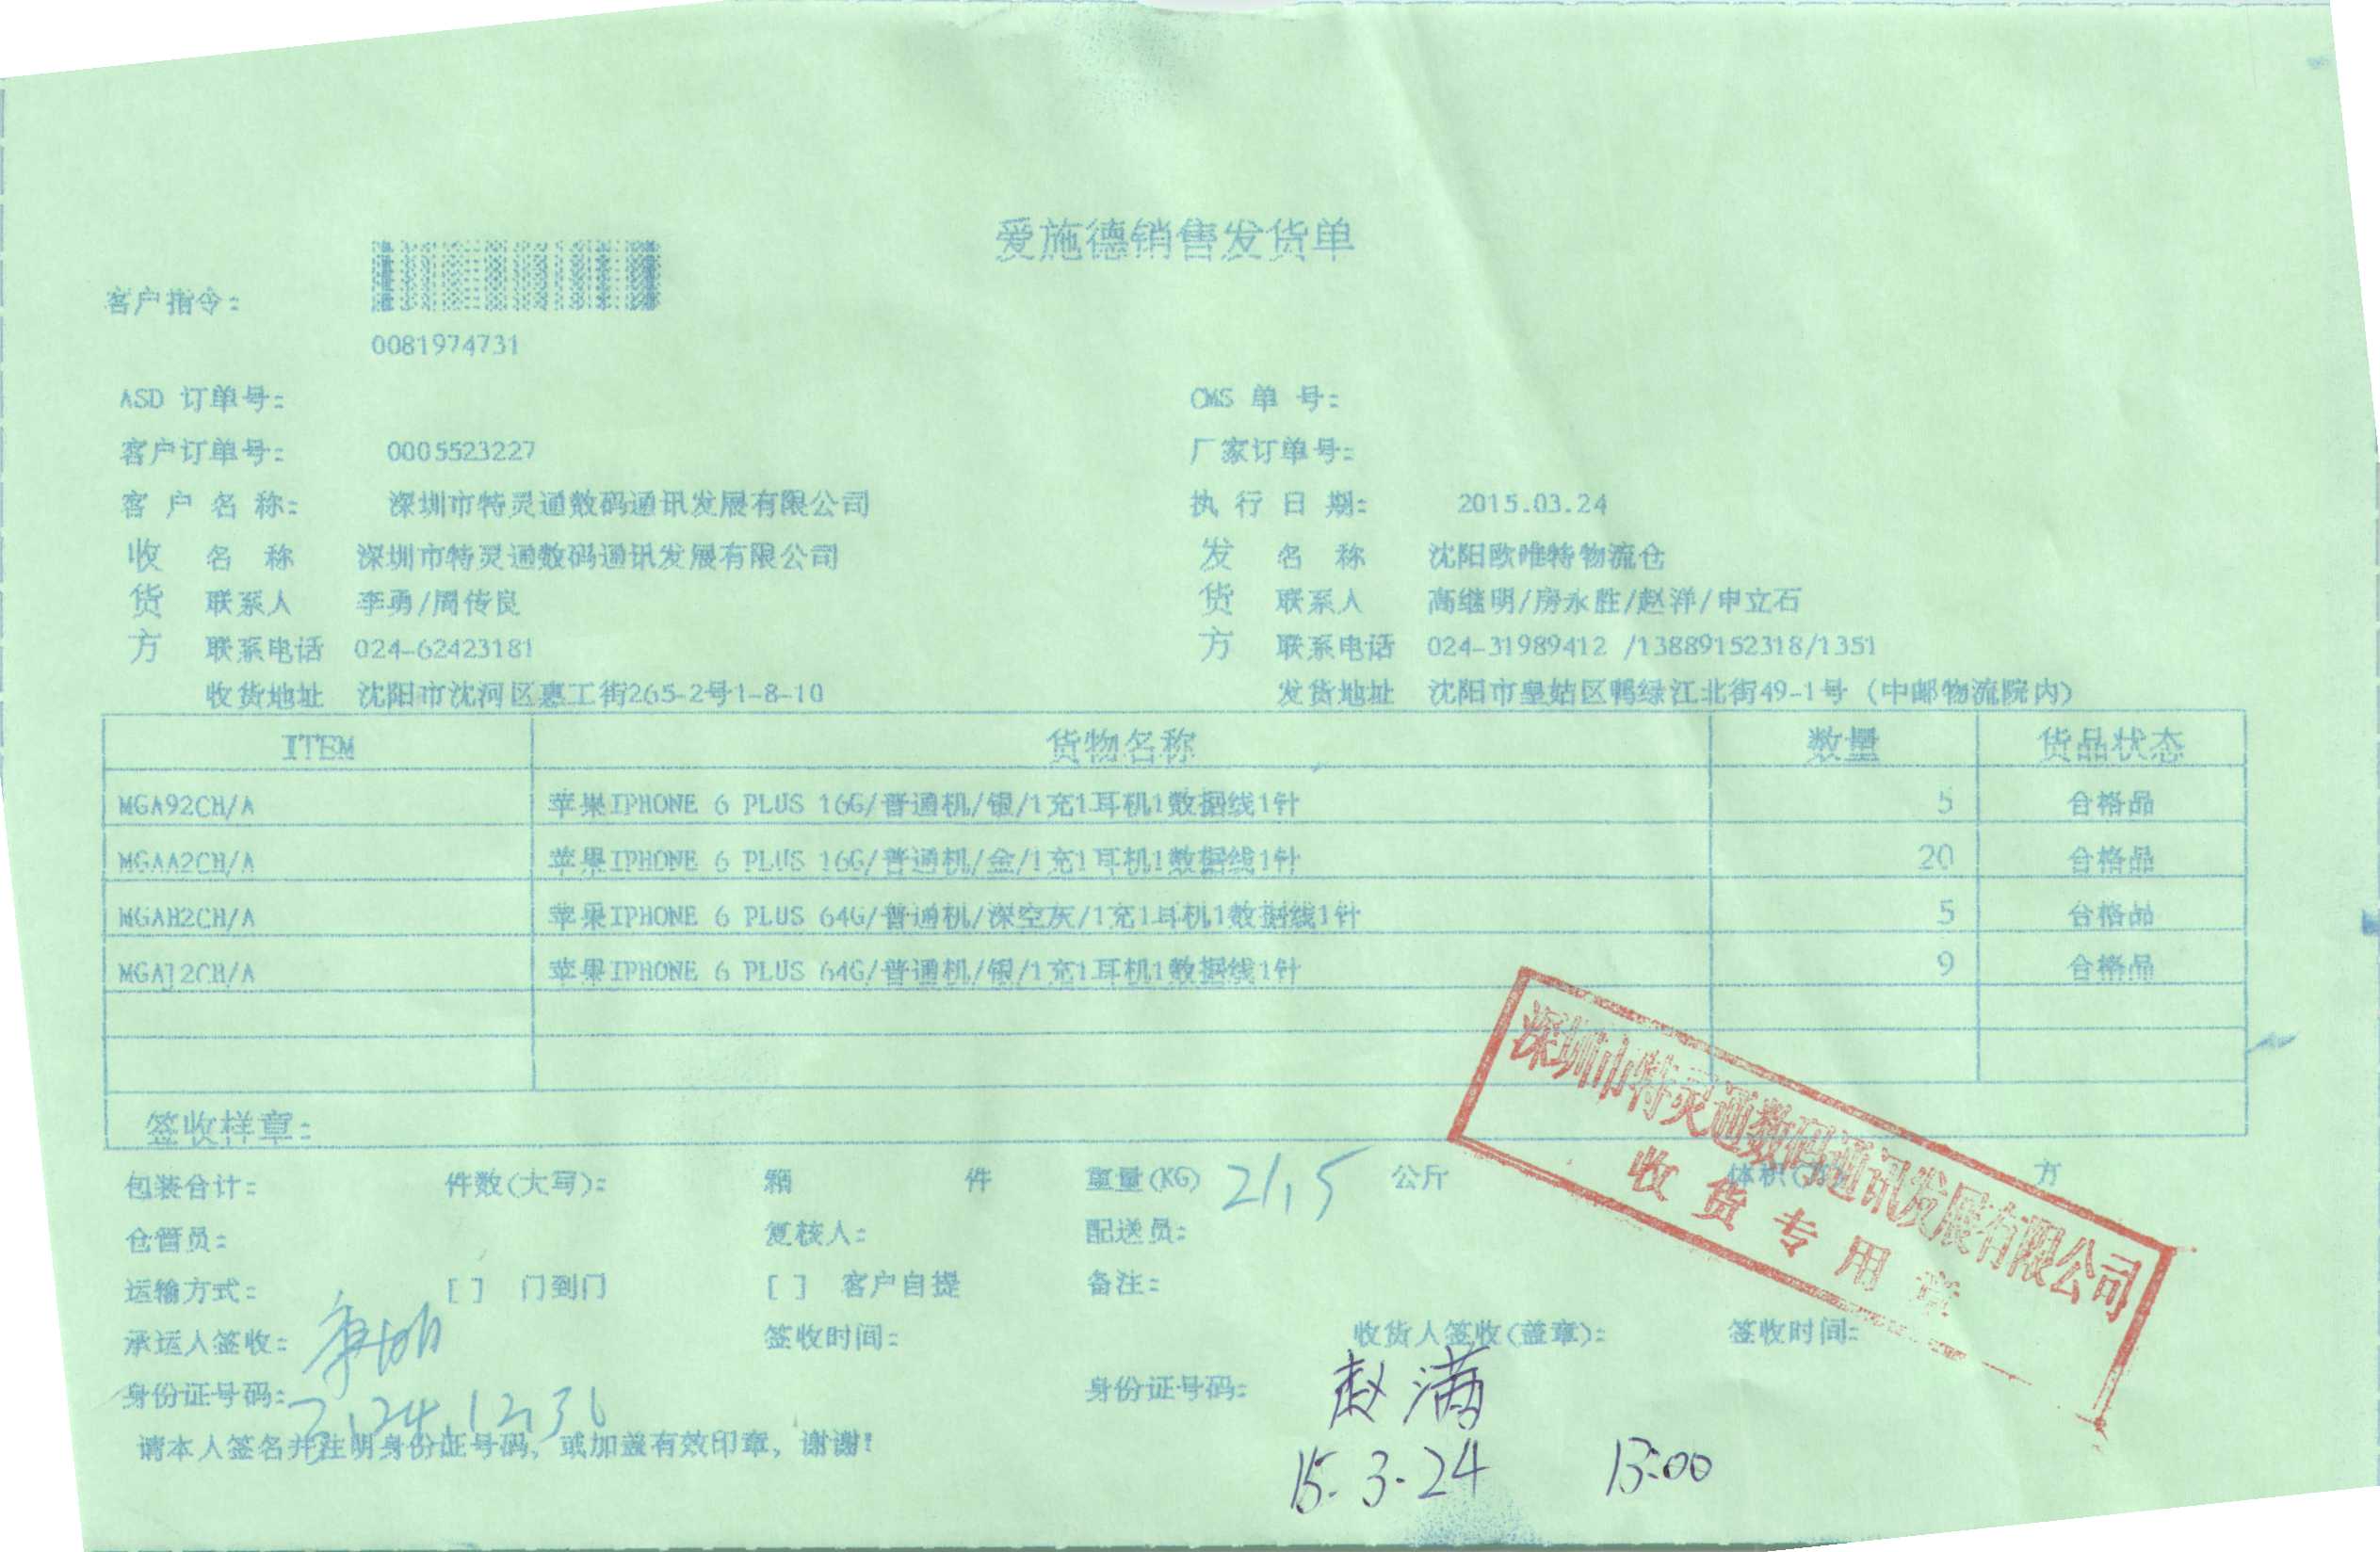 爱施德销售发货单
客户指令:
0081974731
ASD 订单号: CMS 单 号:
客户订单号: 0005523227 厂家订单号:
客 户 名 称: 深圳市特灵通数码通讯发展有限公司 执 行 日 期: 2015.03.24
收 名 称 深圳市特灵通数码通讯发展有限公司 发 名 称 沈阳欧唯特物流仓
货 联系人 李勇/周传良 货 联系人 高继明/房永胜/赵洋/申立石
方 联系电话 024-62423181 方 联系电话 024-31989412 /13889152318/1351
收货地址 沈阳市沈河区惠工街265-2号1-8-10 发货地址 沈阳市皇姑区鸭绿江北街49-1号 (中邮物流院内)
ITEM 货物名称 数量 货品状态
MGA92CH/A 苹果IPHONE 6 PLUS 16G/普通机/银/1充1耳机1数据线1针 5 合格品
MGAA2CH/A 苹果IPHONE 6 PLUS 16G/普通机/金/1充1耳机1数据线1针 20 合格品
MGAH2CH/A 苹果IPHONE 6 PLUS 64G/普通机/深空灰/1充1耳机1数据线1针 5 合格品
MGAJ2CH/A 苹果IPHONE 6 PLUS 64G/普通机/银/1充1耳机1数据线1针 9 合格品
深圳市特灵通数码通讯发展有限公司
收货专用章
签收样章:
包装合计: 件数(大写): 箱 件 重量(KG) 21.5 公斤 体积( 方
仓管员: 复核人: 配送员:
运输方式: [ ] 门到门 [ ] 客户自提 备注:
承运人签收: 签收时间: 收货人签收(盖章): 签收时间:
身份证号码: 身份证号码: 赵满
请本人签名并注明身份证号码, 或加盖有效印章, 谢谢!
15.3.24 13:00